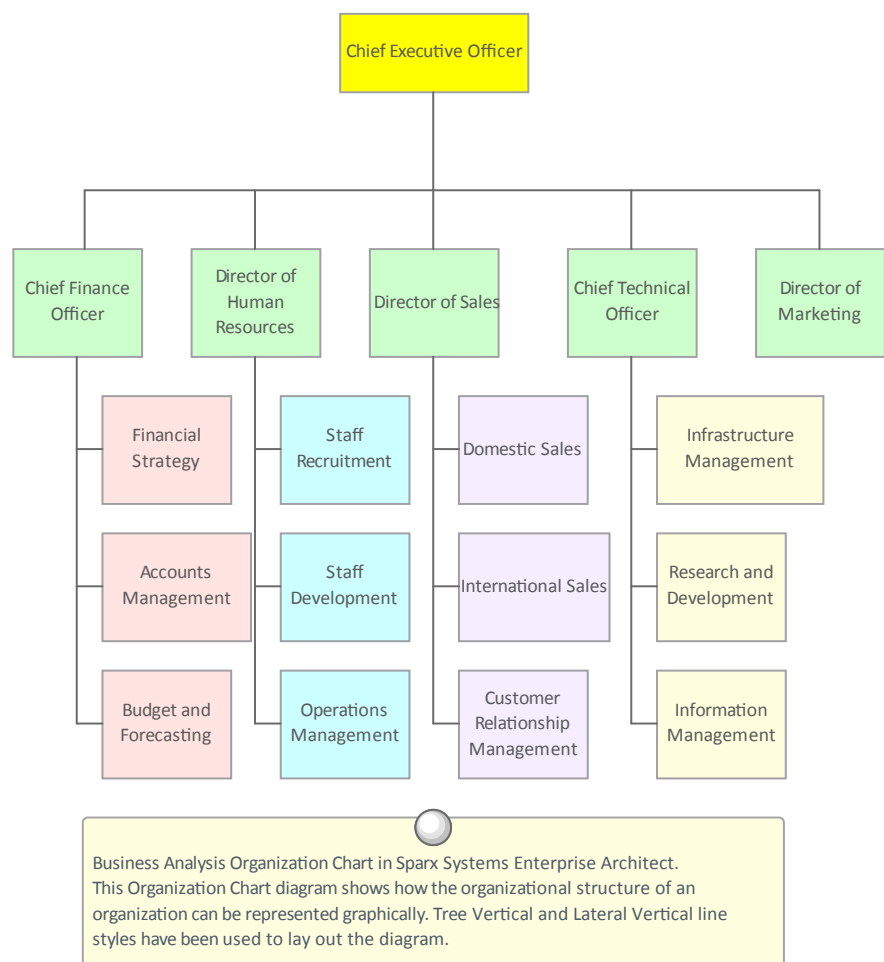 Chief Executive Officer
Chief Finance
Officer
Director of
Human
Resources
Director of Sales
Chief Technical
Officer
Director of
Marketing
Financial
Strategy
Staff
Recruitment
Domestic Sales
Infrastructure
Management
Accounts
Management
Staff
Development
International Sales
Research and
Development
Budget and
Forecasting
Operations
Management
Customer
Relationship
Management
Information
Management
Business Analysis Organization Chart in Sparx Systems Enterprise Architect.
This Organization Chart diagram shows how the organizational structure of an
organization can be represented graphically. Tree Vertical and Lateral Vertical line
styles have been used to lay out the diagram.